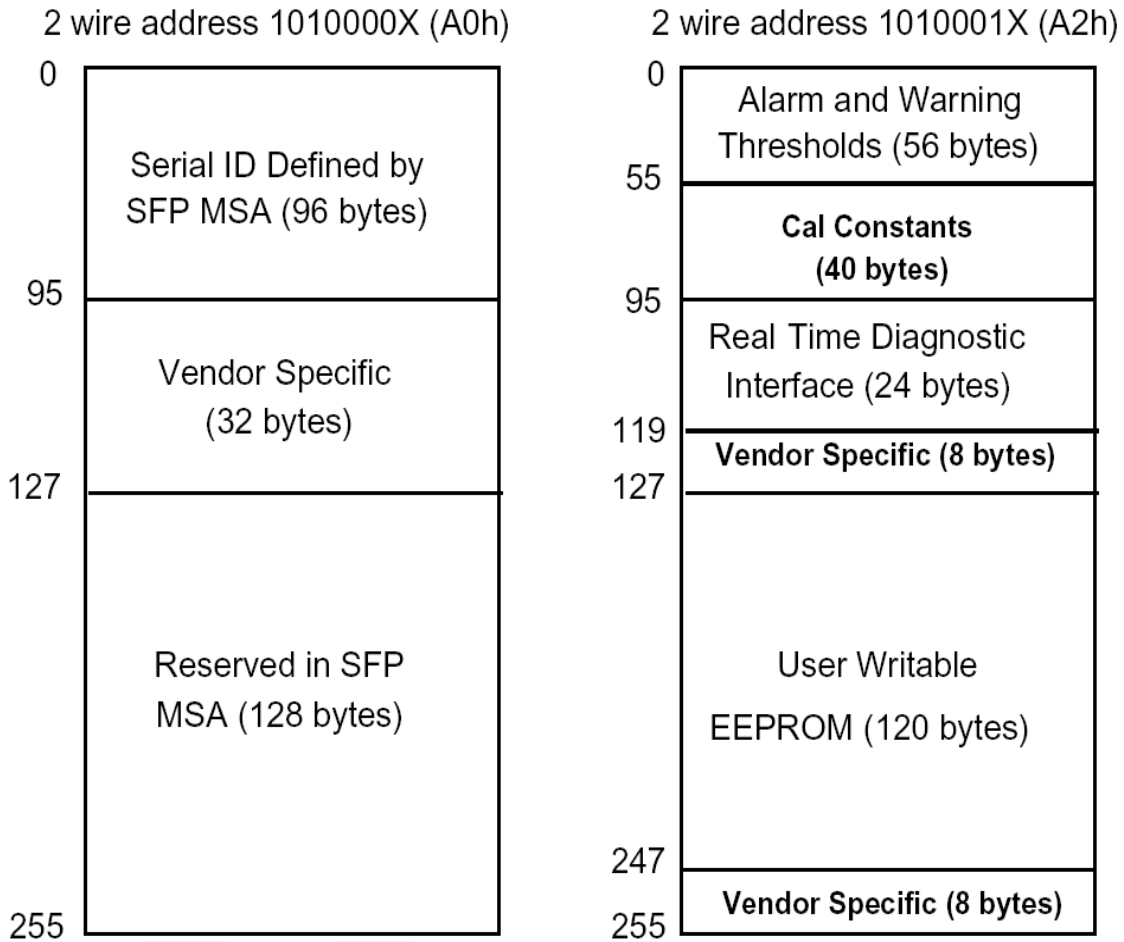 2 wire address 1010000X (A0h)
0
Serial ID Defined by
SFP MSA (96 bytes)
95
Vendor Specific
(32 bytes)
127
Reserved in SFP
MSA (128 bytes)
255
2 wire address 1010001X (A2h)
0
Alarm and Warning
Thresholds (56 bytes)
55
Cal Constants
(40 bytes)
95
Real Time Diagnostic
Interface (24 bytes)
119
Vendor Specific (8 bytes)
127
User Writable
EEPROM (120 bytes)
247
Vendor Specific (8 bytes)
255